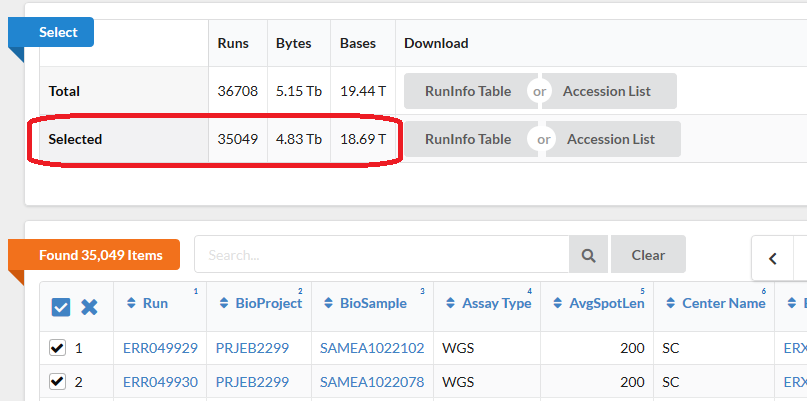 Select
Runs Bytes Bases Download
Total 36708 5.15 Tb 19.44 T RunInfo Table or Accession List
Selected 35049 4.83 Tb 18.69 T RunInfo Table or Accession List
Found 35,049 Items Search... Clear
Run 1 BioProject 2 BioSample 3 Assay Type 4 AvgSpotLen 5 Center Name 6
1 ERR049929 PRJEB2299 SAMEA1022102 WGS 200 SC ERX
2 ERR049930 PRJEB2299 SAMEA1022078 WGS 200 SC ERX